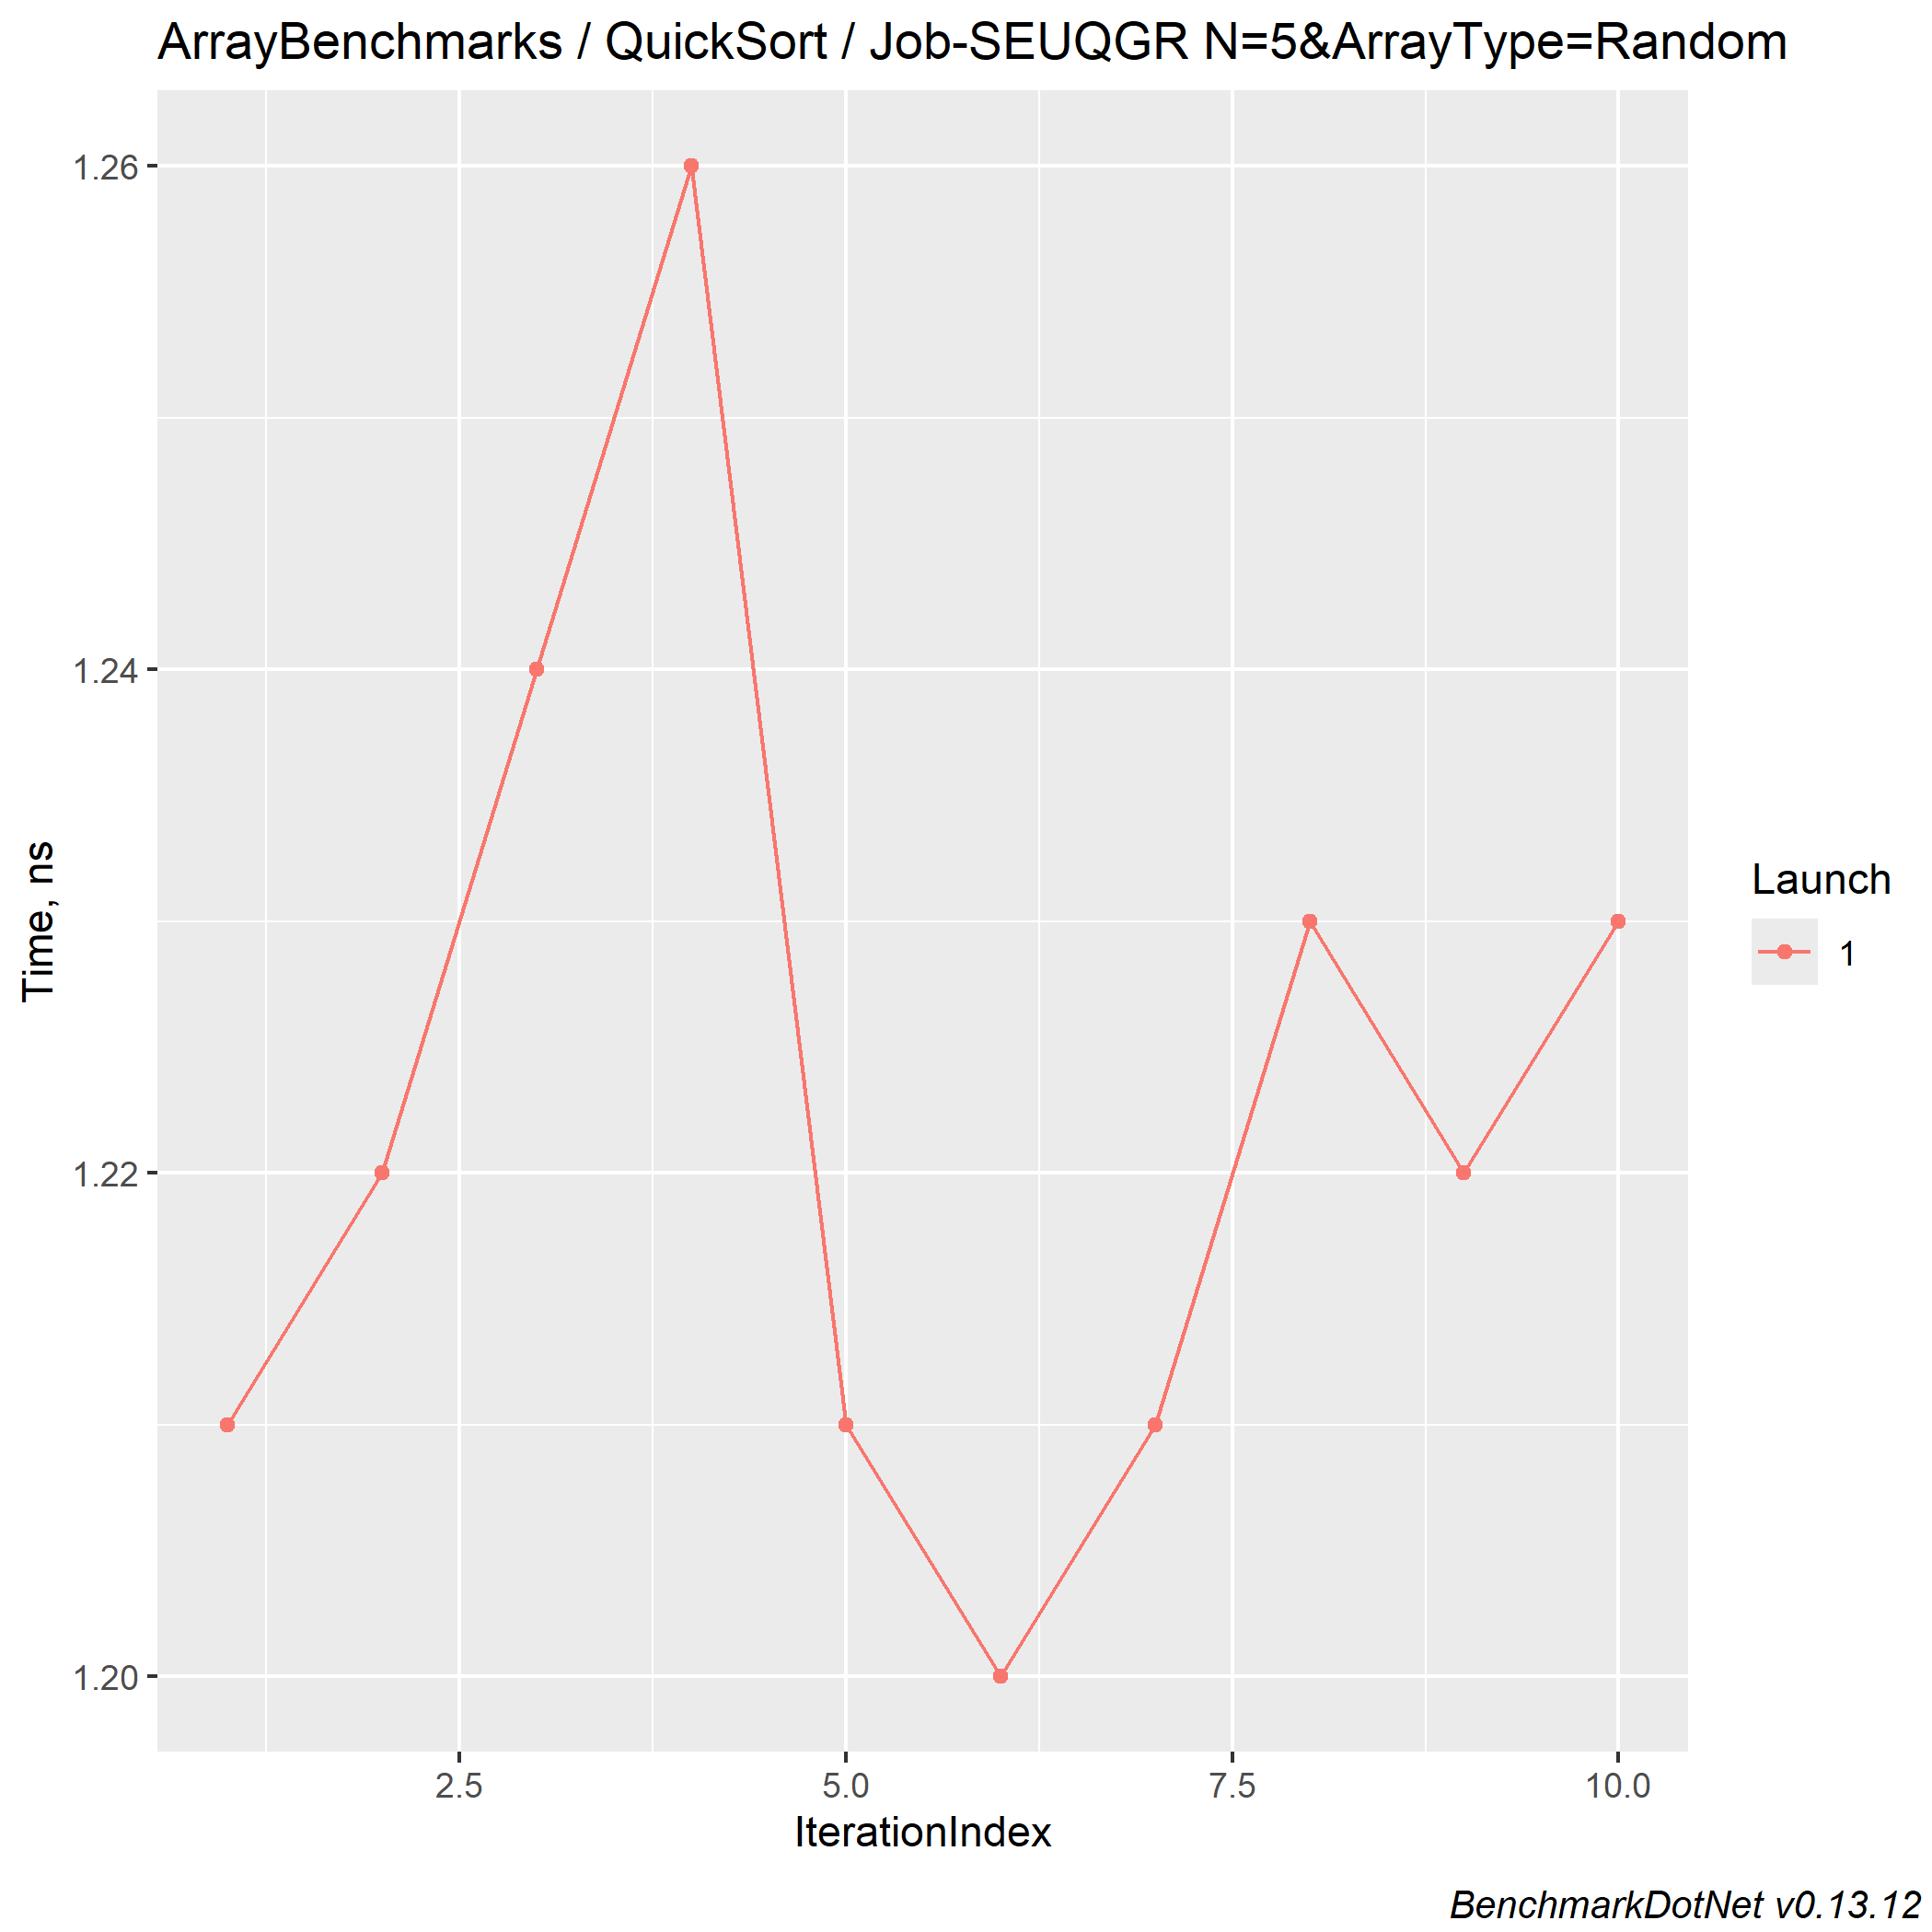 ArrayBenchmarks / QuickSort / Job-SEUQGR N=5&ArrayType=Random
1.26
1.24
1.22
1.20
Time, ns
2.5 5.0 7.5 10.0
IterationIndex
Launch
1
BenchmarkDotNet v0.13.12